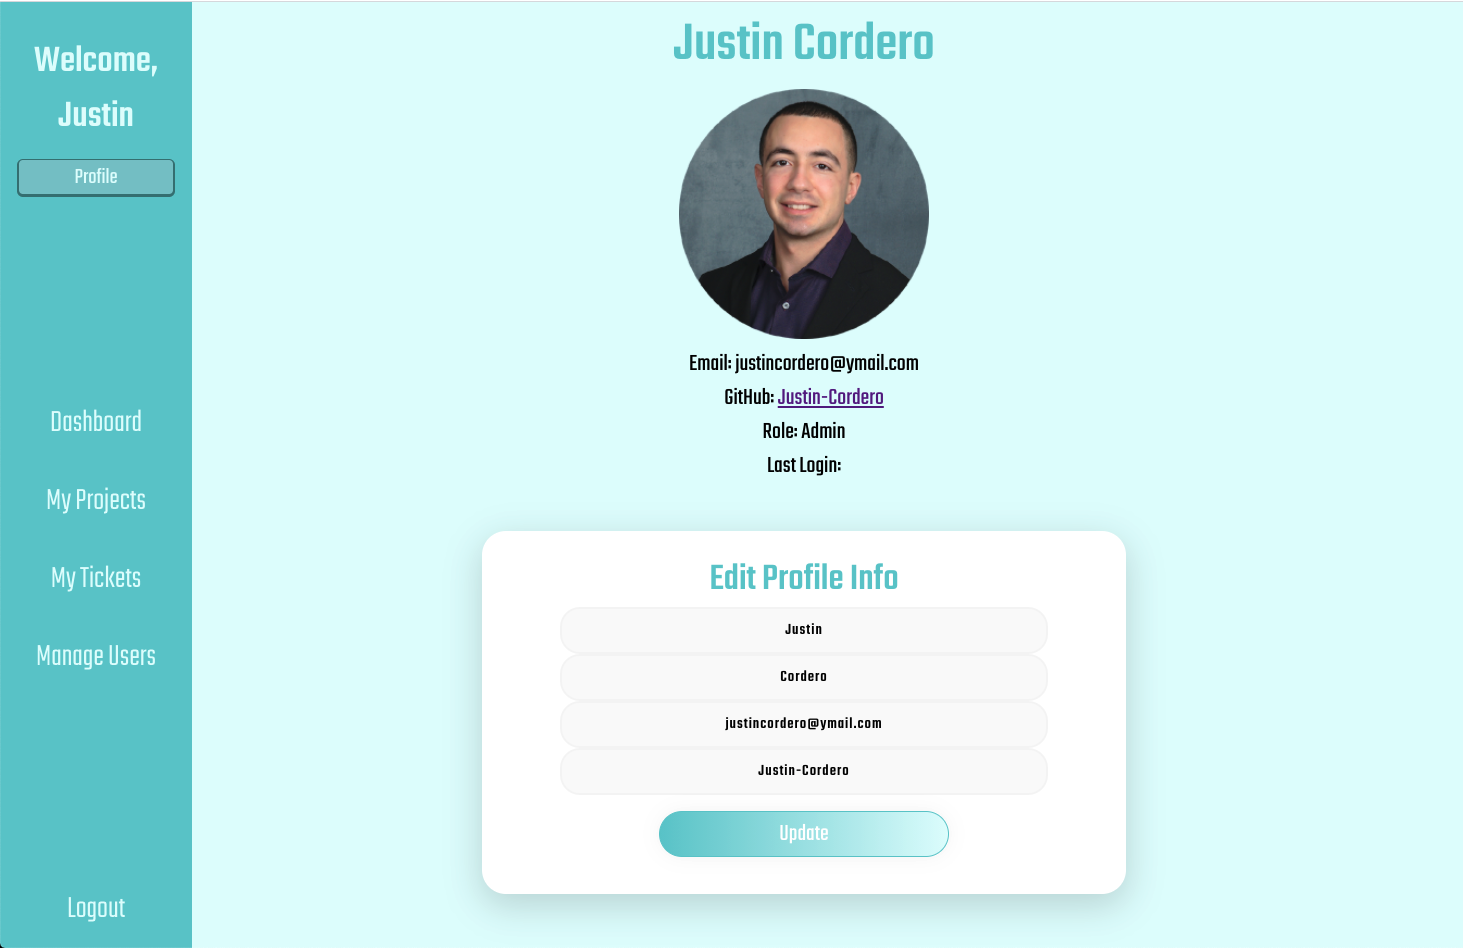 Welcome,
Justin
Profile
Dashboard
My Projects
My Tickets
Manage Users
Logout
Justin Cordero
Email: justincordero@ymail.com
GitHub: Justin-Cordero
Role: Admin
Last Login:
Edit Profile Info
Justin
Cordero
justincordero@ymail.com
Justin-Cordero
Update